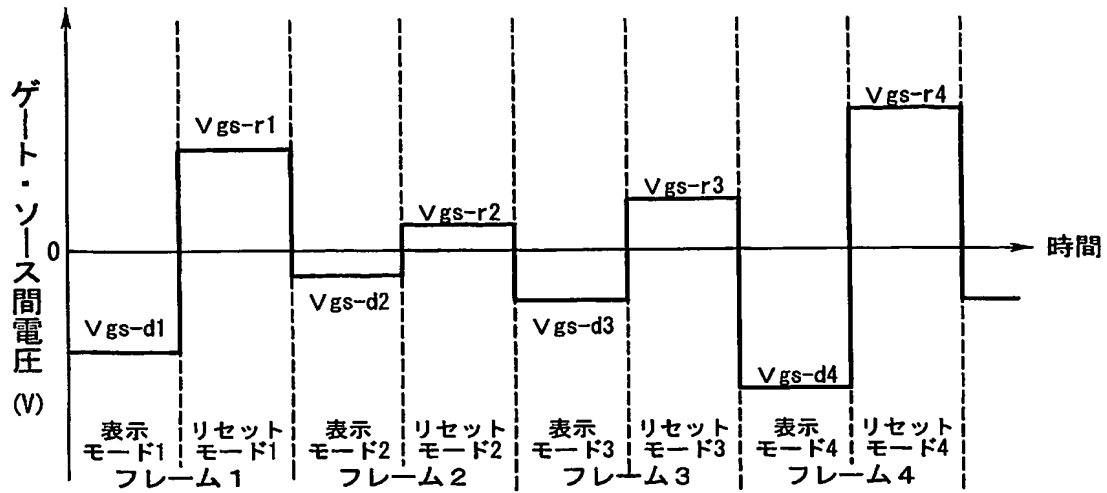 ゲート・ソース間電圧
(V)
0
時間
Vgs-d1
Vgs-r1
Vgs-d2
Vgs-r2
Vgs-d3
Vgs-r3
Vgs-d4
Vgs-r4
表示
モード1
リセット
モード1
表示
モード2
リセット
モード2
表示
モード3
リセット
モード3
表示
モード4
リセット
モード4
フレーム1
フレーム2
フレーム3
フレーム4